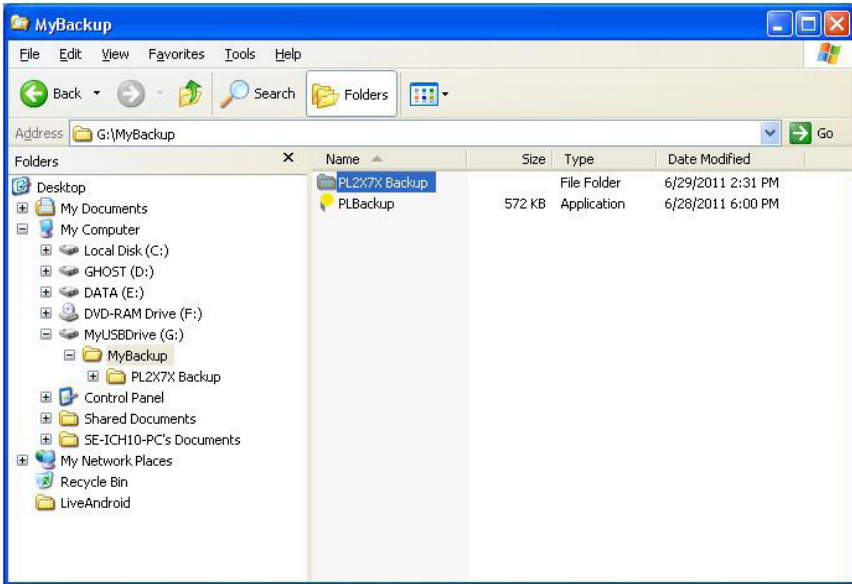 MyBackup
File Edit View Favorites Tools Help
Back Search Folders
Address G:\MyBackup Go
Folders
Desktop
My Documents
My Computer
Local Disk (C:)
GHOST (D:)
DATA (E:)
DVD-RAM Drive (F:)
MyUSBDrive (G:)
MyBackup
PL2X7X Backup
Control Panel
Shared Documents
SE-ICH10-PC's Documents
My Network Places
Recycle Bin
LiveAndroid
Name Size Type Date Modified
PL2X7X Backup File Folder 6/29/2011 2:31 PM
PLBackup 572 KB Application 6/28/2011 6:00 PM